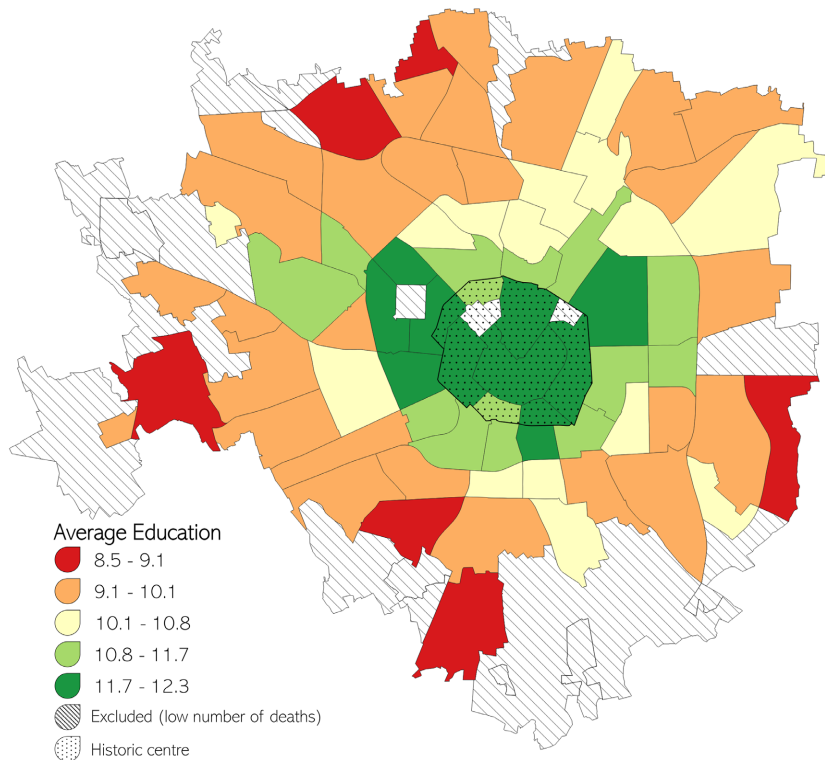 Average Education
8.5 - 9.1
9.1 - 10.1
10.1 - 10.8
10.8 - 11.7
11.7 - 12.3
Excluded (low number of deaths)
Historic centre